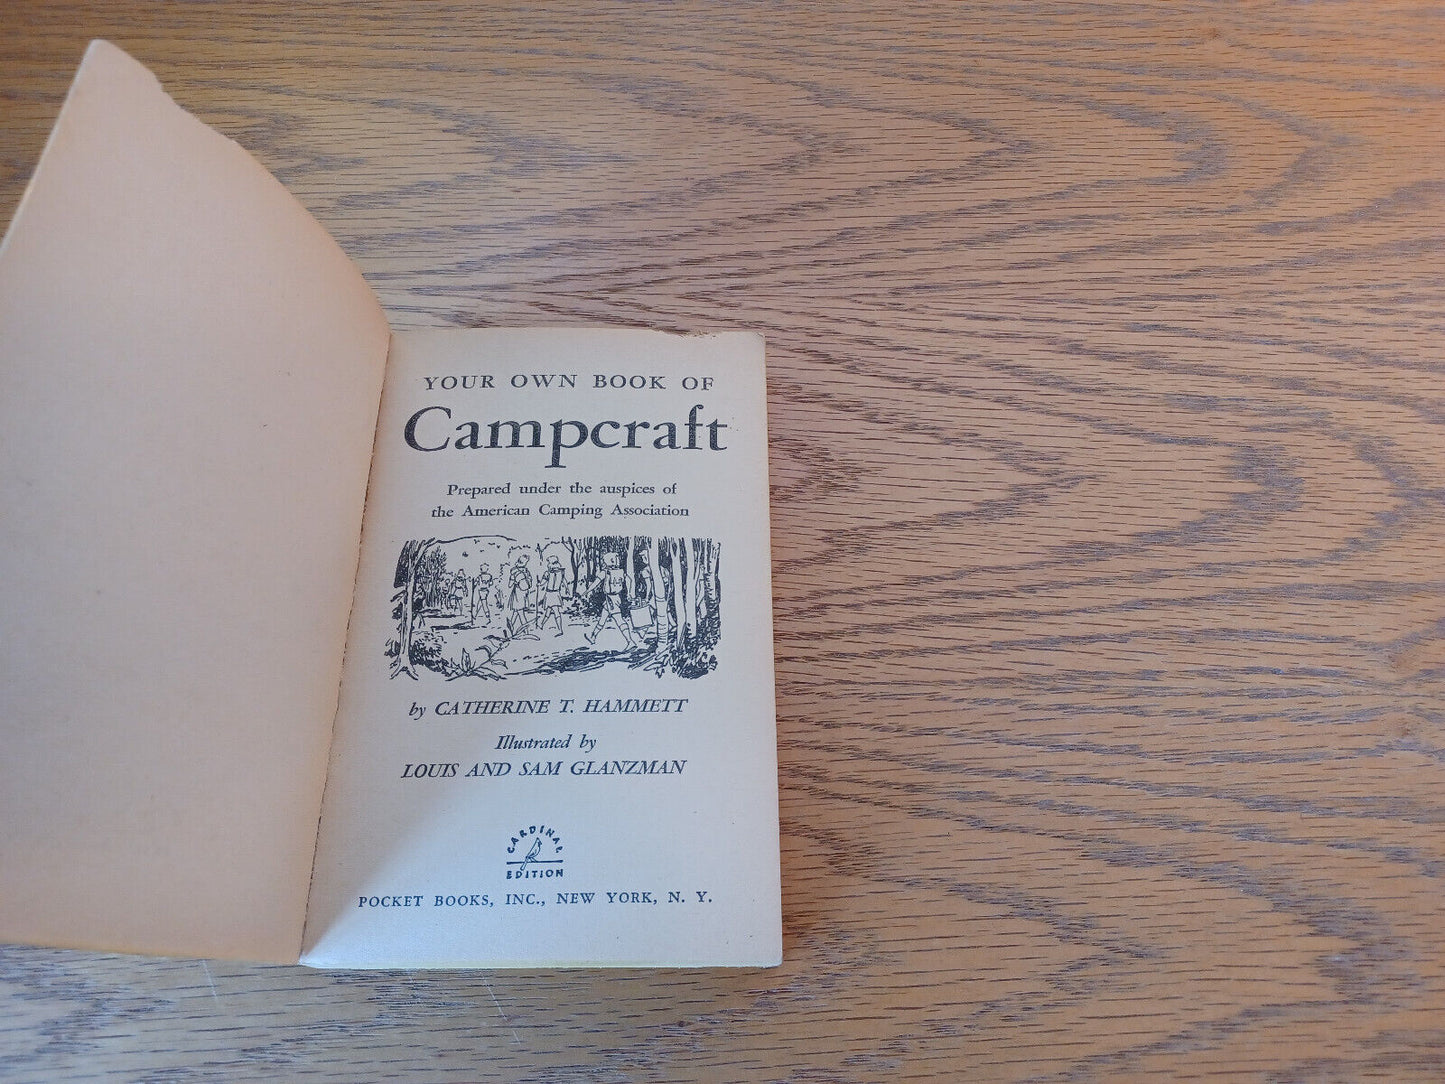 YOUR OWN BOOK OF
Campcraft
Prepared under the auspices of
the American Camping Association
by CATHERINE T. HAMMETT
Illustrated by
LOUIS AND SAM GLANZMAN
CARDINAL
EDITION
POCKET BOOKS, INC., NEW YORK, N. Y.